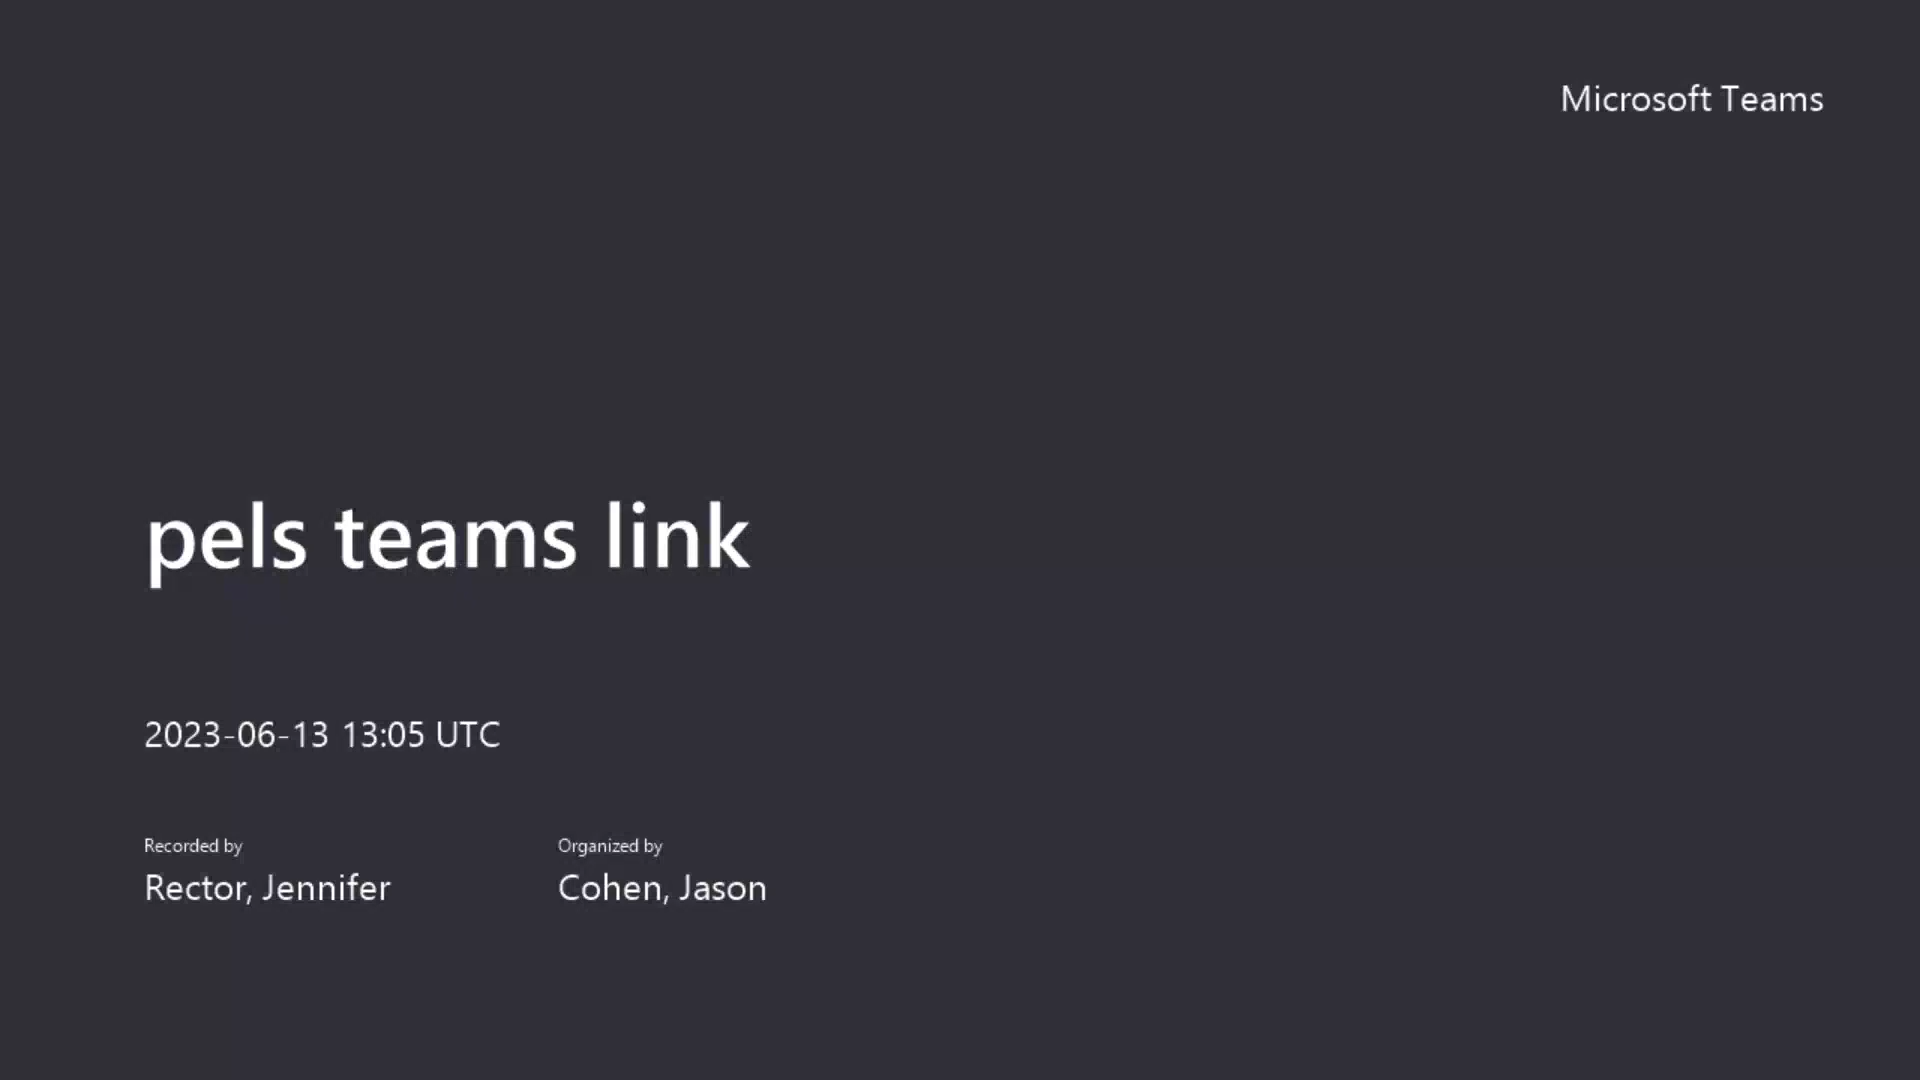 Microsoft Teams
pels teams link
2023-06-13 13:05 UTC
Recorded by
Rector, Jennifer
Organized by
Cohen, Jason